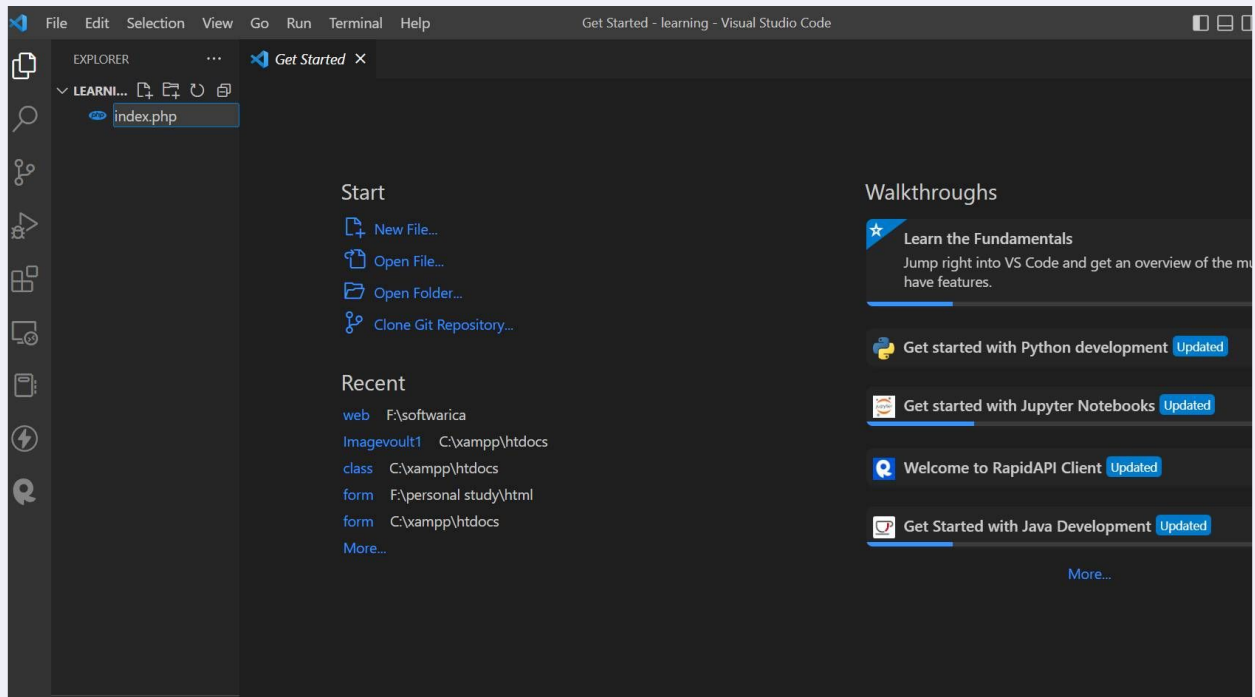 File Edit Selection View Go Run Terminal Help Get Started - learning - Visual Studio Code
EXPLORER ... Get Started
LEARNI...
php index.php
Start
New File...
Open File...
Open Folder...
Clone Git Repository...
Recent
web F:\softwarica
Imagevoult1 C:\xampp\htdocs
class C:\xampp\htdocs
form F:\personal study\html
form C:\xampp\htdocs
More...
Walkthroughs
Learn the Fundamentals
Jump right into VS Code and get an overview of the mu
have features.
Get started with Python development Updated
Get started with Jupyter Notebooks Updated
Welcome to RapidAPI Client Updated
Get Started with Java Development Updated
More...